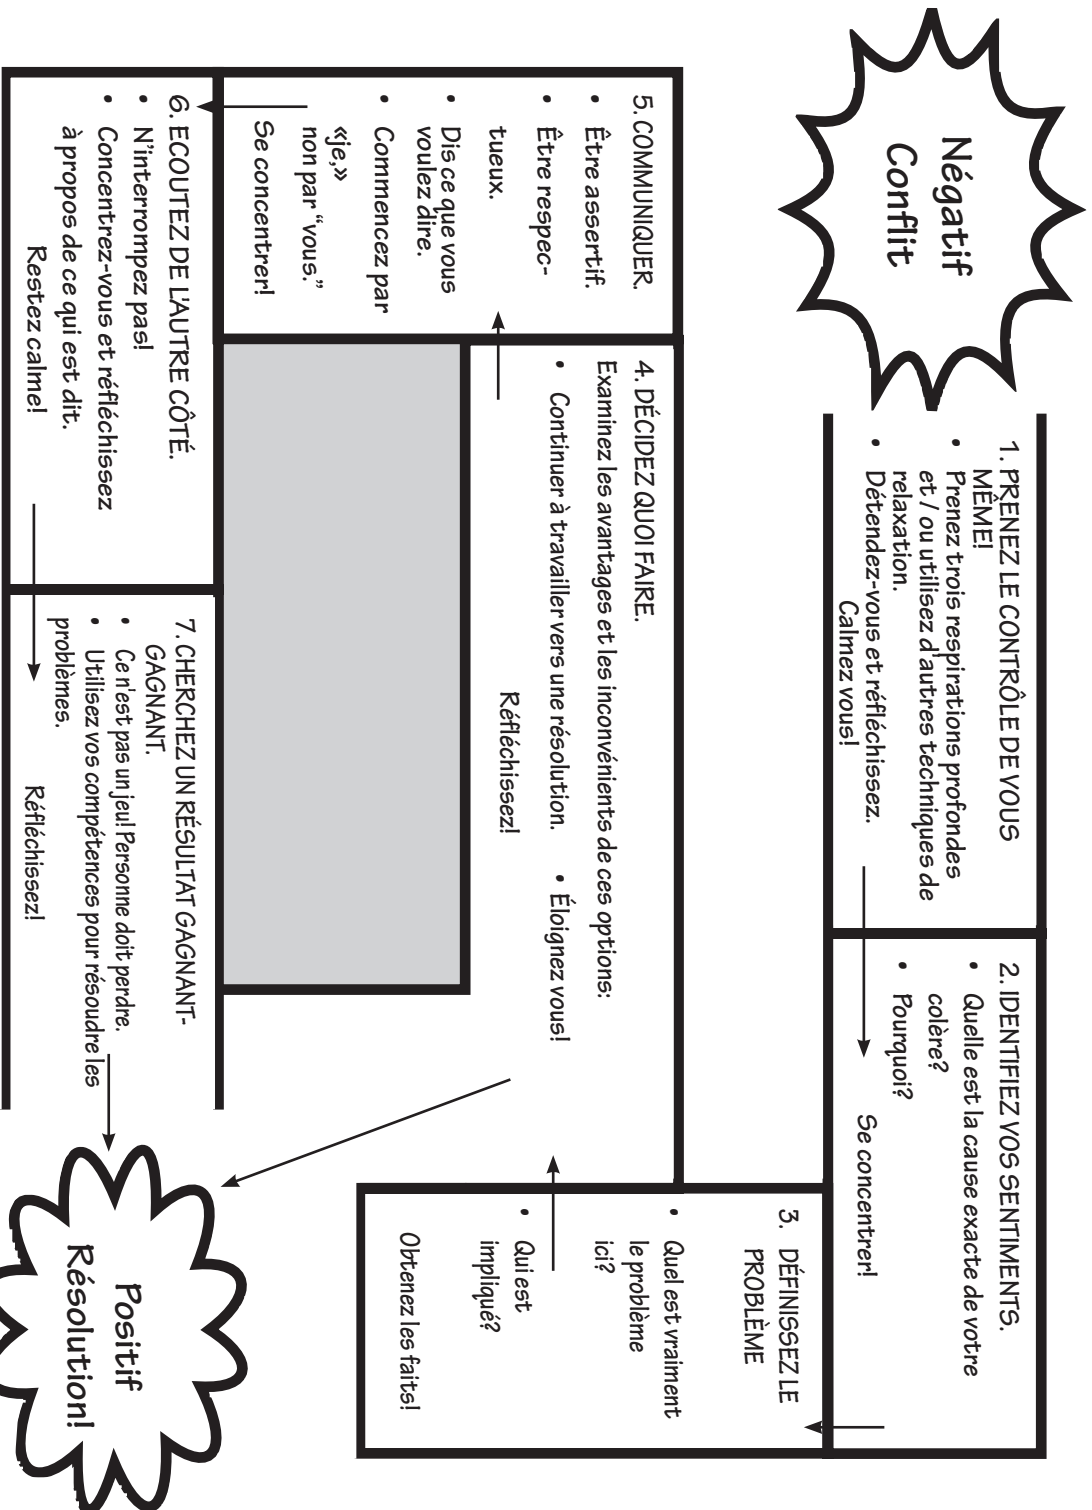 Négatif
Conflit
1. PRENEZ LE CONTRÔLE DE VOUS
MÊME!
• Prenez trois respirations profondes
et / ou utilisez d'autres techniques de
relaxation.
• Détendez-vous et réfléchissez.
Calmez vous!
2. IDENTIFIEZ VOS SENTIMENTS.
• Quelle est la cause exacte de votre
colère?
• Pourquoi?
Se concentrer!
3. DÉFINISSEZ LE
PROBLÈME
• Quel est vraiment
le problème
ici?
• Qui est
impliqué?
Obtenez les faits!
4. DÉCIDEZ QUOI FAIRE.
Examinez les avantages et les inconvénients de ces options:
• Continuer à travailler vers une résolution. • Éloignez vous!
Réfléchissez!
5. COMMUNIQUER.
• Être assertif.
• Être respec-
tueux.
• Dis ce que vous
voulez dire.
• Commencez par
«je,»
non par “vous.”
Se concentrer!
6. ECOUTEZ DE L'AUTRE CÔTÉ.
• N'interrompez pas!
• Concentrez-vous et réfléchissez
à propos de ce qui est dit.
Restez calme!
7. CHERCHEZ UN RÉSULTAT GAGNANT-
GAGNANT.
• Ce n'est pas un jeu! Personne doit perdre.
• Utilisez vos compétences pour résoudre les
problèmes.
Réfléchissez!
Positif
Résolution!